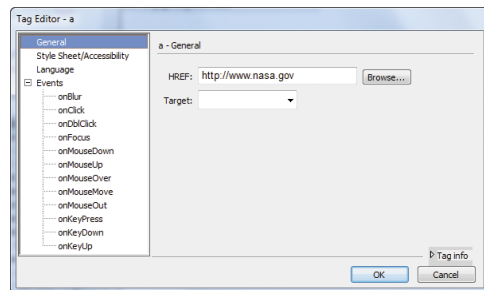 Tag Editor - a
General
Style Sheet/Accessibility
Language
Events
onBlur
onClick
onDblClick
onFocus
onMouseDown
onMouseUp
onMouseOver
onMouseMove
onMouseOut
onKeyPress
onKeyDown
onKeyUp
a - General
HREF: http://www.nasa.gov Browse...
Target:
Tag info
OK Cancel